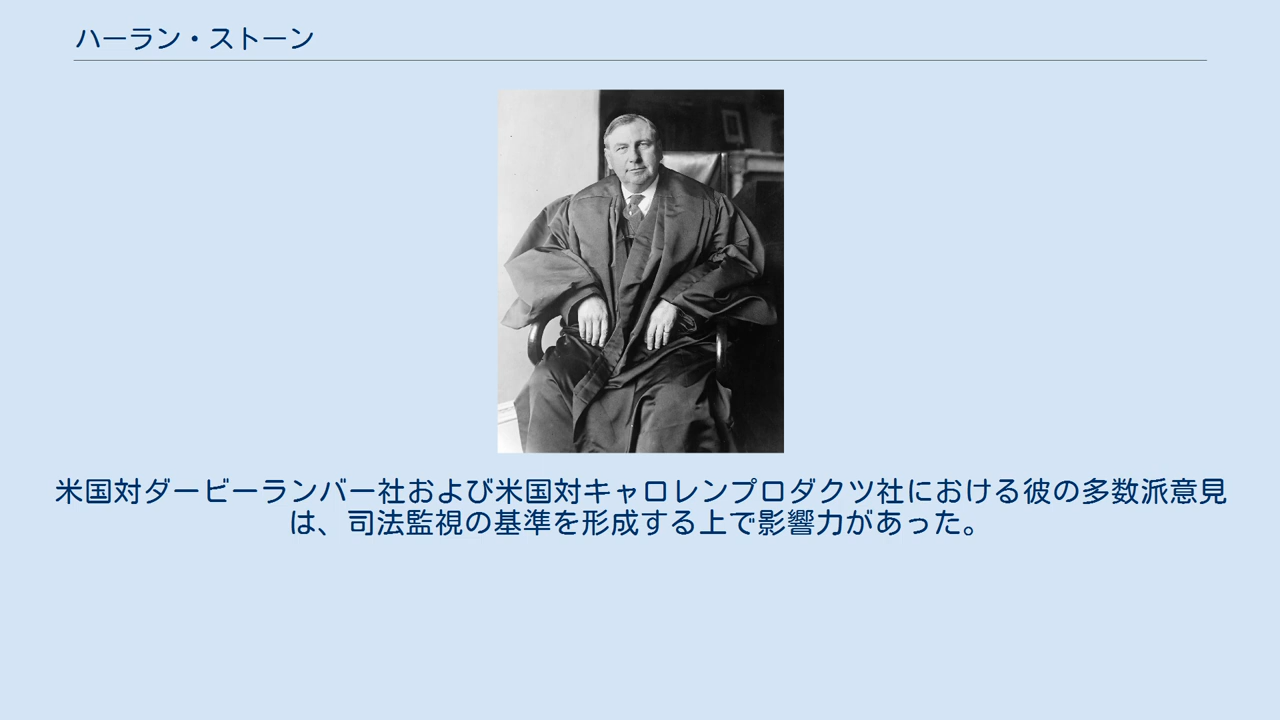 ハーラン・ストーン
米国対ダービーランバー社および米国対キャロレンプロダクツ社における彼の多数派意見
は、司法監視の基準を形成する上で影響力があった。